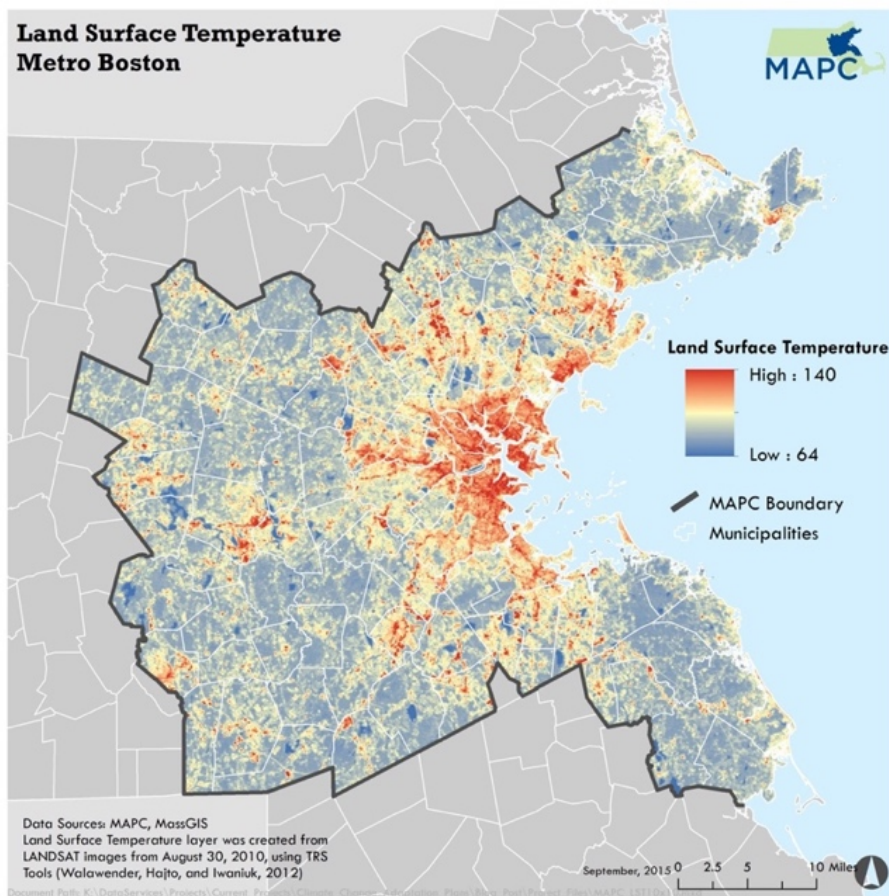 Land Surface Temperature
Metro Boston
MAPC
Land Surface Temperature
High : 140
Low : 64
MAPC Boundary
Municipalities
Data Sources: MAPC, MassGIS
Land Surface Temperature layer was created from
LANDSAT images from August 30, 2010, using TRS
Tools (Walawender, Hajto, and Iwaniuk, 2012)
September, 2015
0 2.5 5 10 Miles